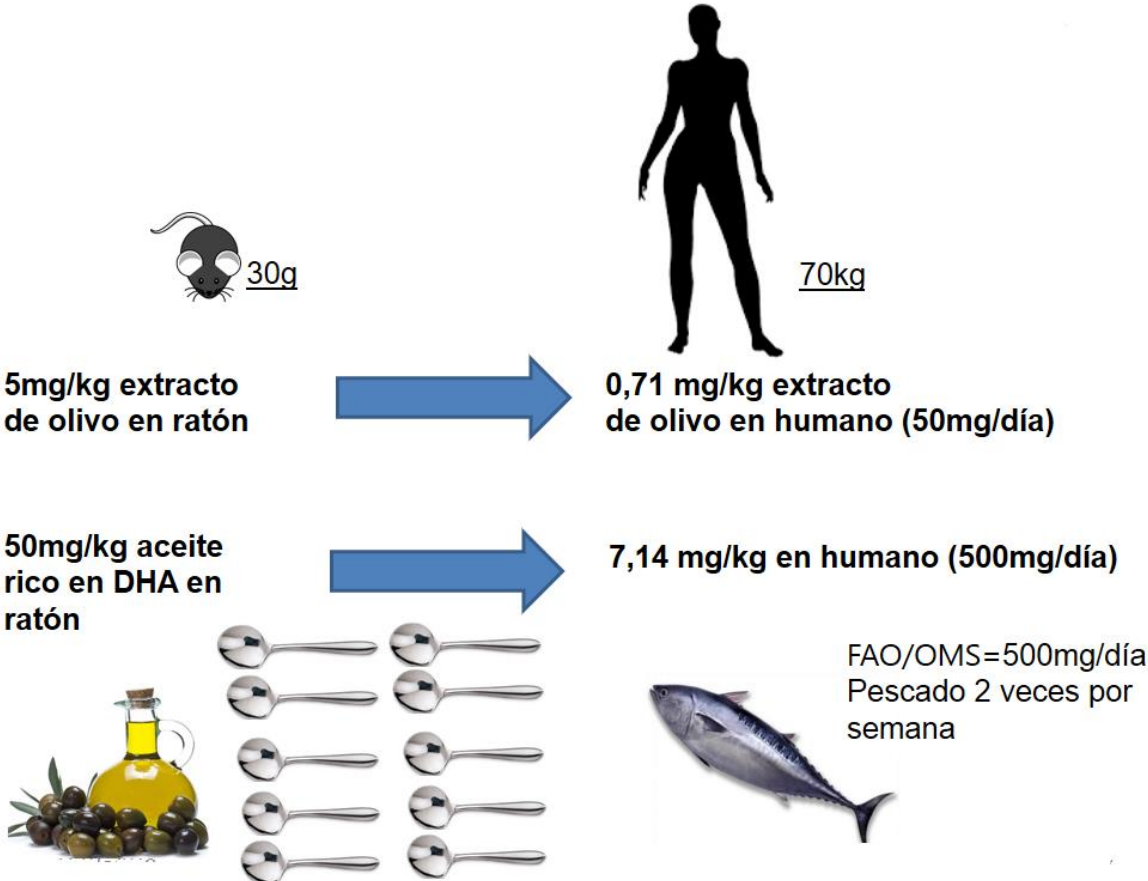 30g
70kg
5mg/kg extracto
de olivo en ratón
0,71 mg/kg extracto
de olivo en humano (50mg/día)
50mg/kg aceite
rico en DHA en
ratón
7,14 mg/kg en humano (500mg/día)
FAO/OMS=500mg/día
Pescado 2 veces por
semana